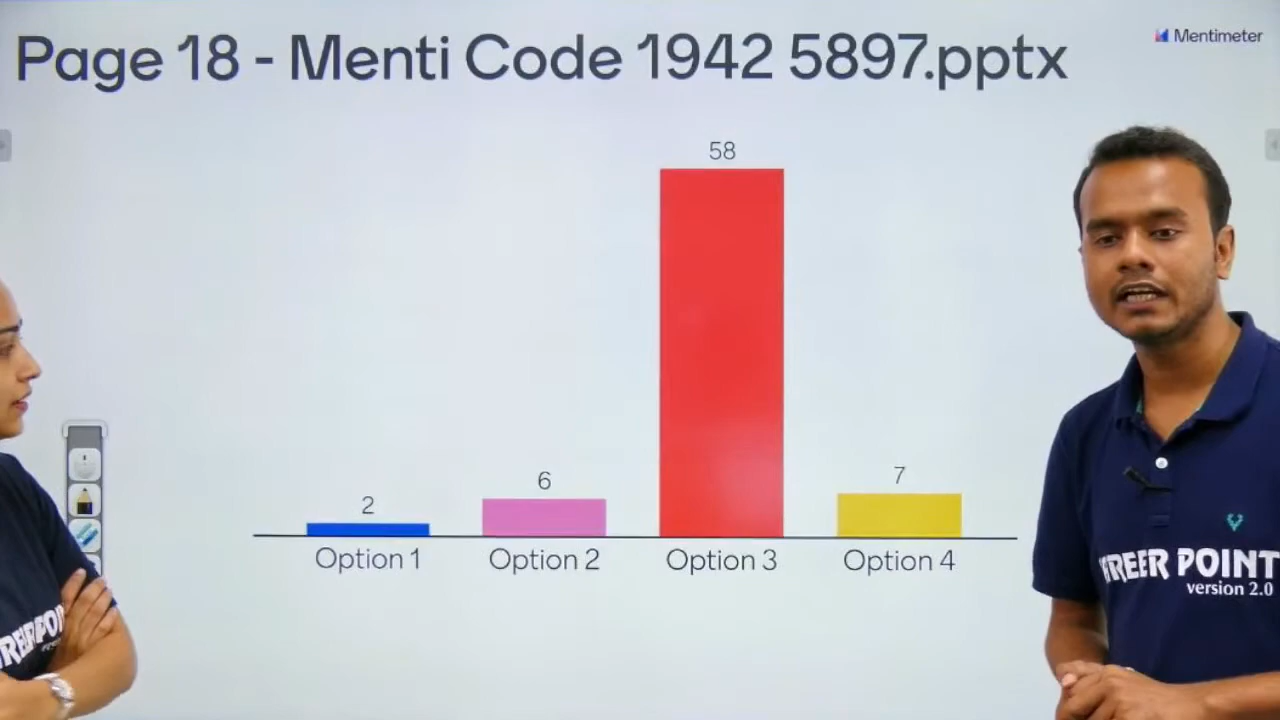 Page 18 - Menti Code 1942 5897.pptx
Mentimeter
58
7
6
2
Option 1
Option 2
Option 3
Option 4
REER POINT
version 2.0